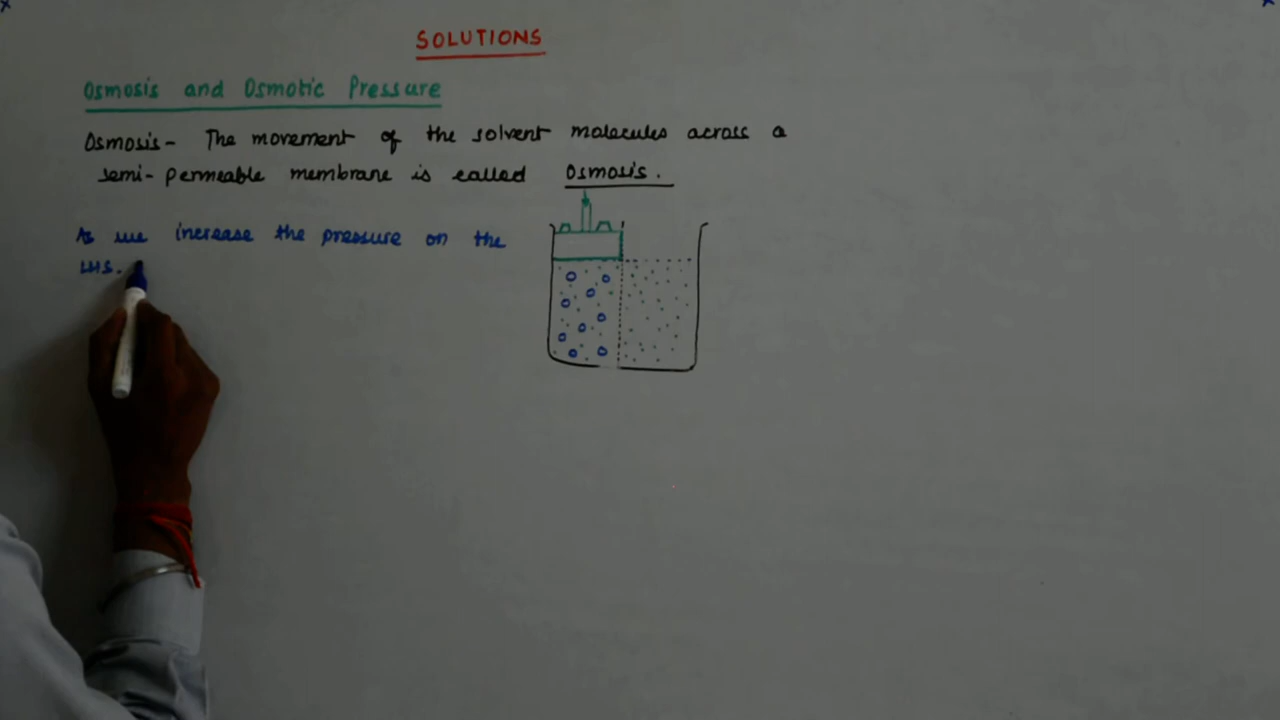 SOLUTIONS
Osmosis and Osmotic Pressure
Osmosis- The movement of the solvent molecules across a
semi-permeable membrane is called Osmosis.
As we increase the pressure on the
LHS.